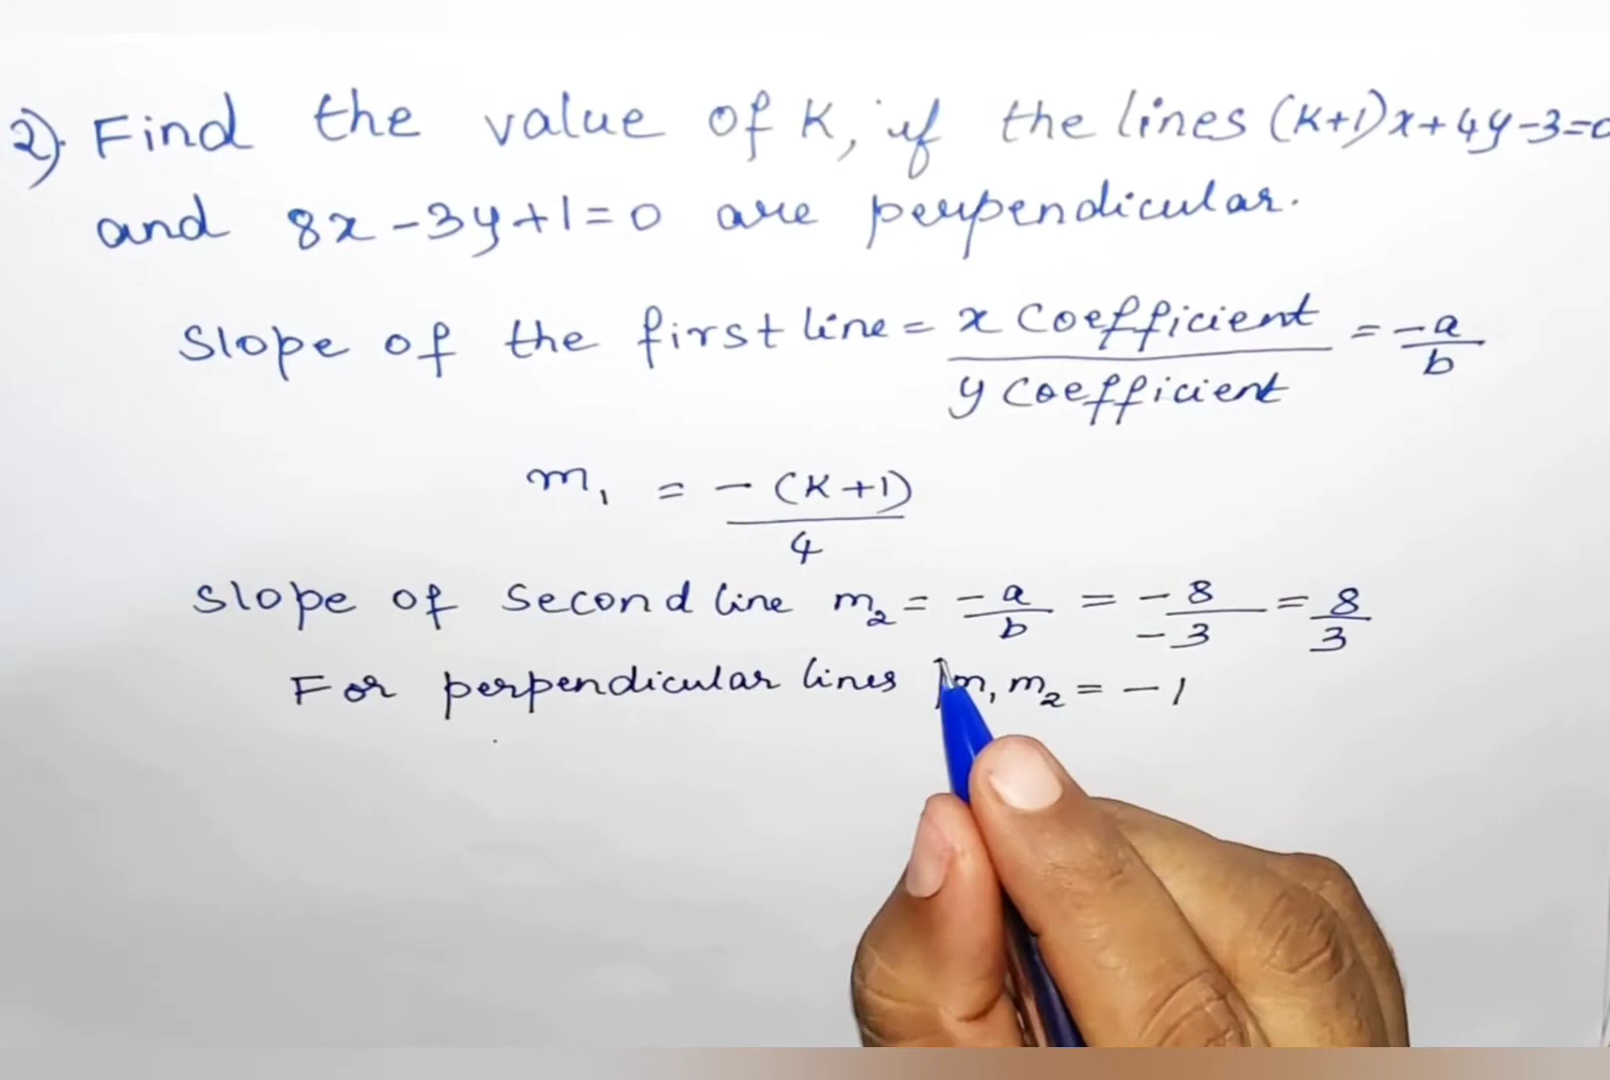 2) Find the value of K, if the lines (K+1)x+4y-3=0
and 8x-3y+1=0 are perpendicular.
Slope of the first line = x coefficient / y coefficient = -a/b
m₁ = -(K+1)/4
Slope of second line m₂ = -a/b = -8/-3 = 8/3
For perpendicular lines m₁m₂ = -1